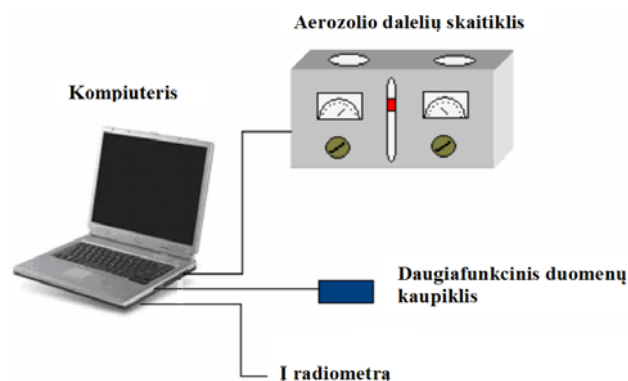 Aerozolio dalelių skaitiklis
Kompiuteris
Daugiafunkcinis duomenų
kaupiklis
Į radiometrą